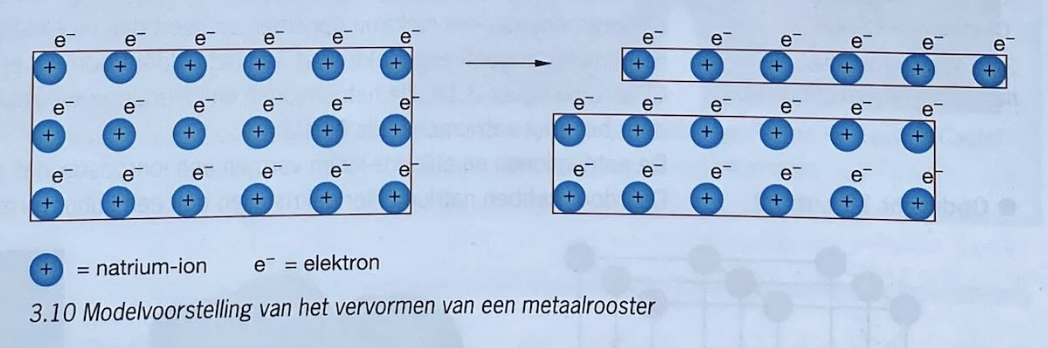 e⁻ e⁻ e⁻ e⁻ e⁻ e⁻
+ + + + + +
e⁻ e⁻ e⁻ e⁻ e⁻ e⁻
+ + + + + +
e⁻ e⁻ e⁻ e⁻ e⁻ e⁻
+ + + + + +
e⁻ e⁻ e⁻ e⁻ e⁻ e⁻
+ + + + + +
e⁻ e⁻ e⁻ e⁻ e⁻ e⁻
+ + + + + +
e⁻ e⁻ e⁻ e⁻ e⁻ e⁻
+ + + + + +
+ = natrium-ion e⁻ = elektron
3.10 Modelvoorstelling van het vervormen van een metaalrooster